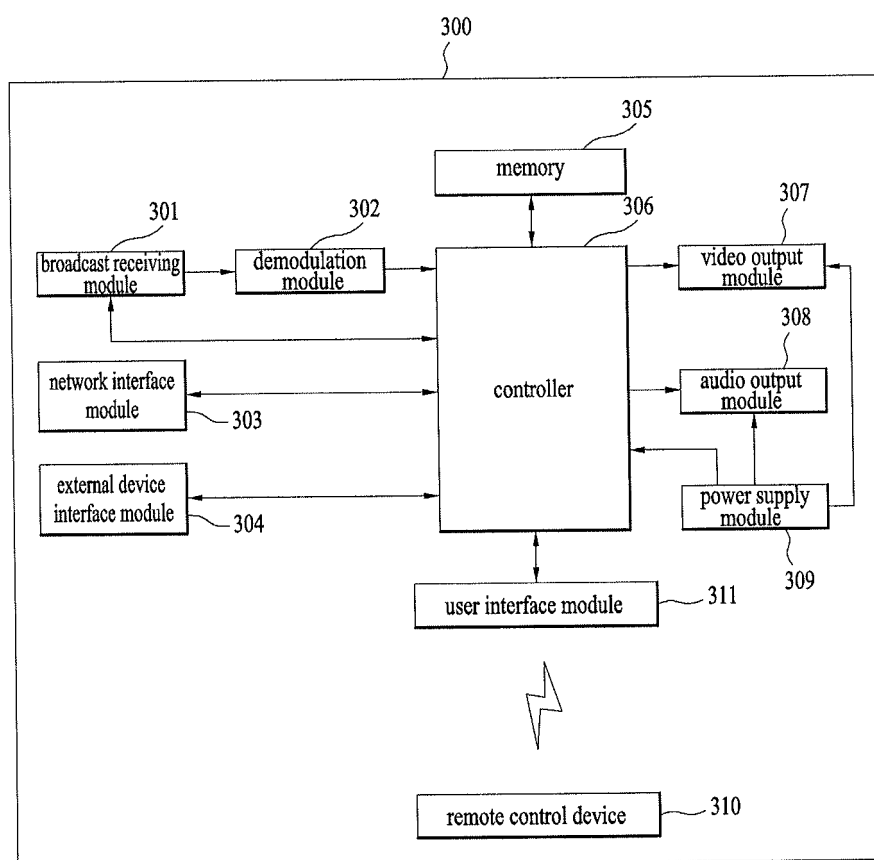 300
305
memory
301
302
306
307
broadcast receiving
module
demodulation
module
video output
module
308
network interface
module
303
controller
audio output
module
external device
interface module
304
power supply
module
309
user interface module
311
remote control device
310